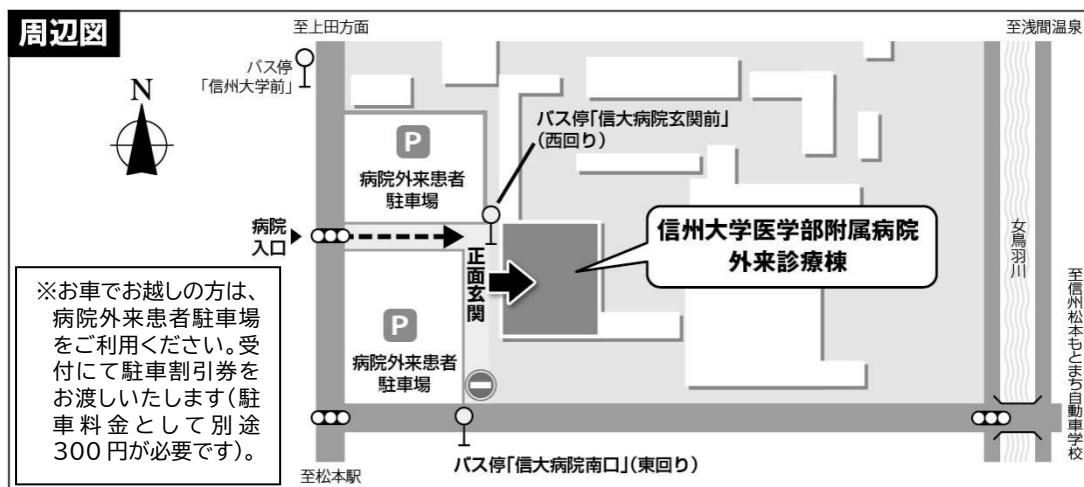 周辺図
至上田方面
至浅間温泉
バス停
「信州大学前」
N
バス停「信大病院玄関前」
(西回り)
P
病院外来患者
駐車場
病院
入口
正面玄関
信州大学医学部附属病院
外来診療棟
女鳥羽川
至信州松本もとまち自動車学校
※お車でお越しの方は、
病院外来患者駐車場
をご利用ください。受
付にて駐車割引券を
お渡しいたします(駐
車料金として別途
300円が必要です)。
P
病院外来患者
駐車場
バス停「信大病院南口」(東回り)
至松本駅